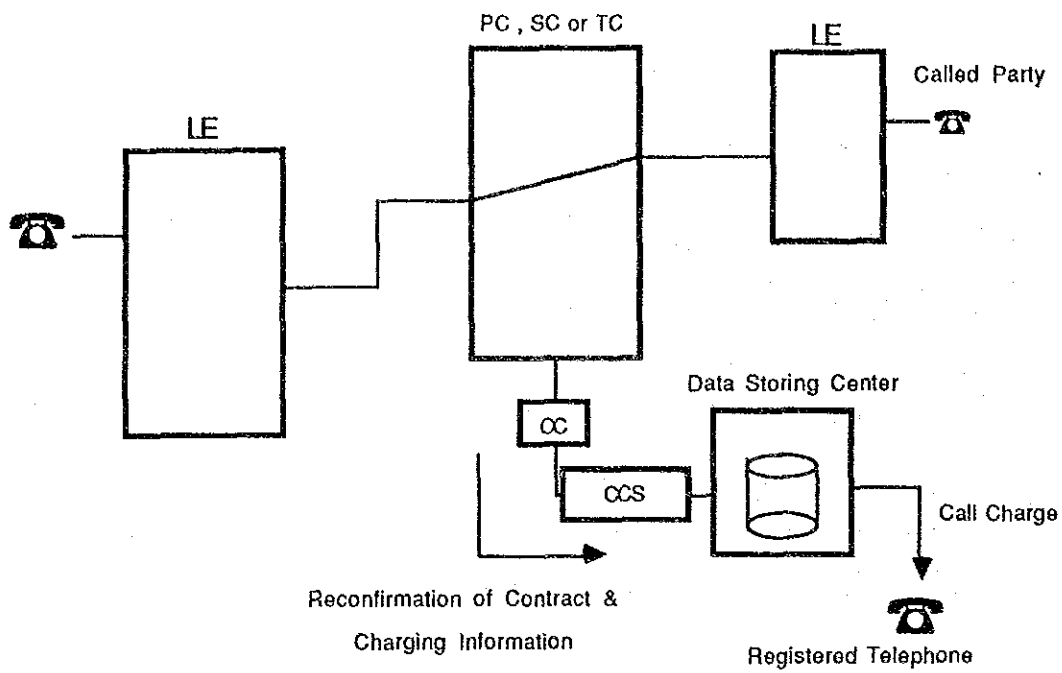 PC , SC or TC
LE
Called Party
LE
Data Storing Center
CC
CCS
Call Charge
Reconfirmation of Contract &
Charging Information
Registered Telephone